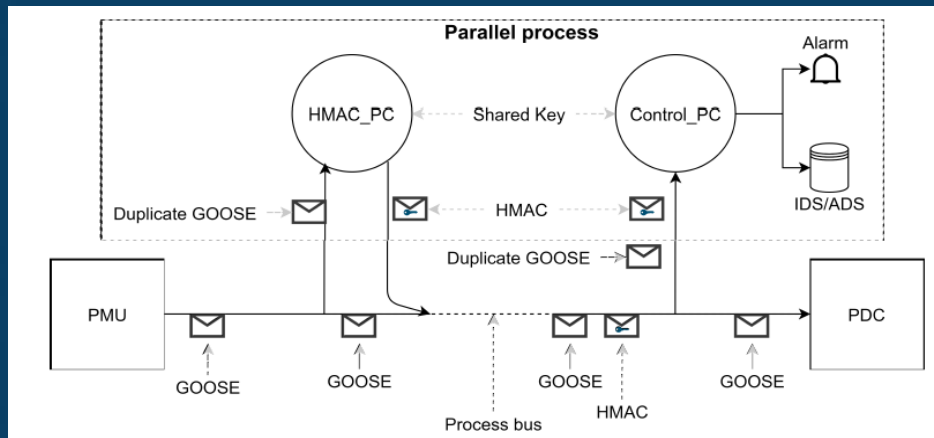 Parallel process
Alarm
HMAC_PC
Shared Key
Control_PC
IDS/ADS
Duplicate GOOSE
HMAC
Duplicate GOOSE
PMU
PDC
GOOSE
GOOSE
GOOSE
HMAC
GOOSE
Process bus